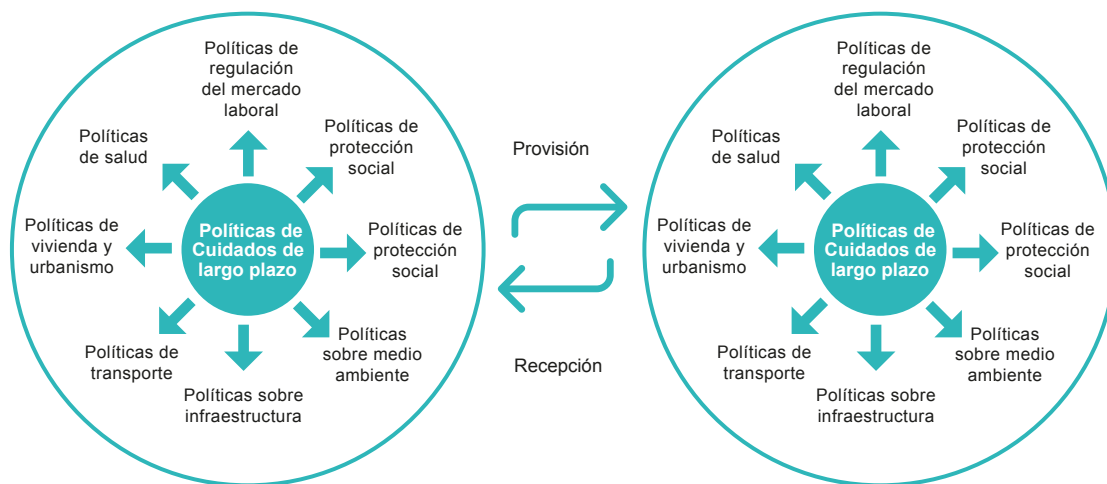 Políticas de
regulación
del mercado
laboral
Políticas de
protección
social
Políticas de
protección
social
Políticas
sobre medio
ambiente
Políticas sobre
infraestructura
Políticas de
transporte
Políticas de
vivienda y
urbanismo
Políticas
de salud
Políticas de
Cuidados de
largo plazo
Provisión
Recepción
Políticas de
regulación
del mercado
laboral
Políticas de
protección
social
Políticas de
protección
social
Políticas
sobre medio
ambiente
Políticas sobre
infraestructura
Políticas de
transporte
Políticas de
vivienda y
urbanismo
Políticas
de salud
Políticas de
Cuidados de
largo plazo